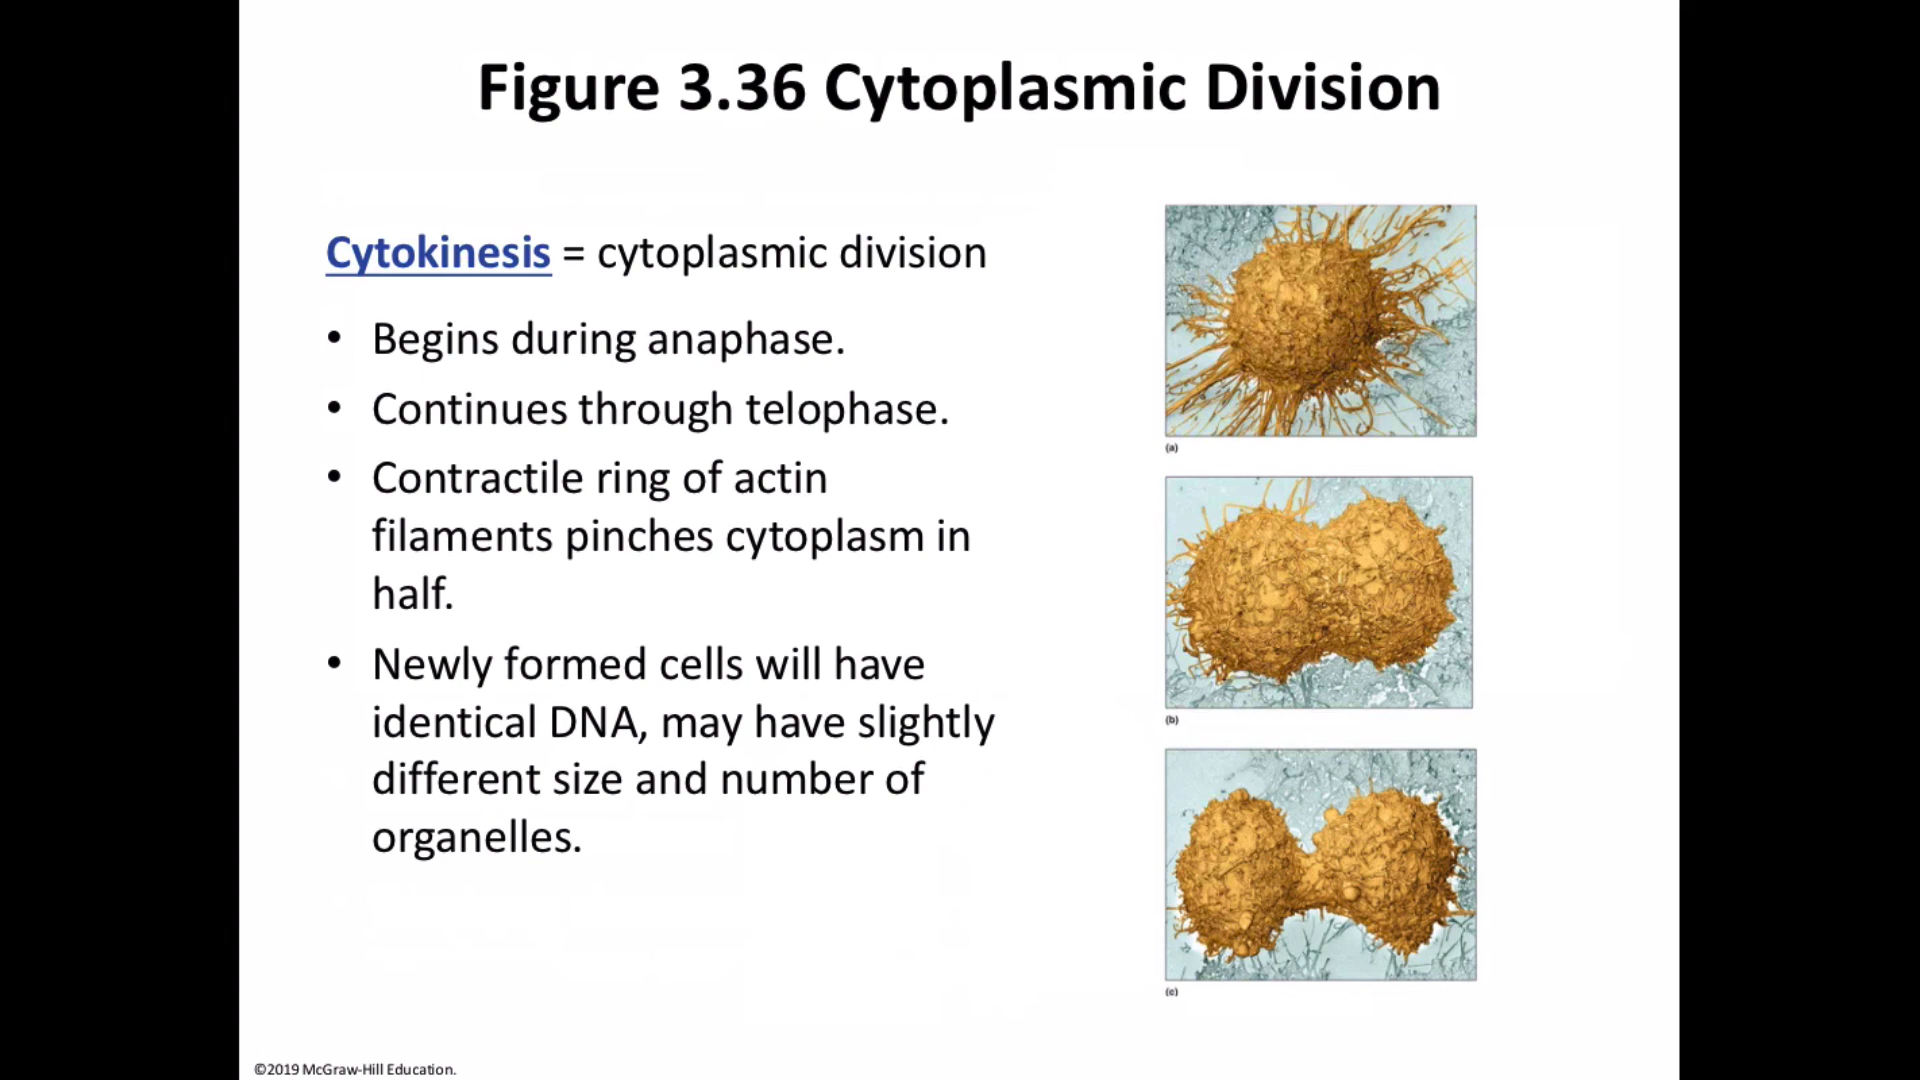 Figure 3.36 Cytoplasmic Division
Cytokinesis = cytoplasmic division
• Begins during anaphase.
• Continues through telophase.
• Contractile ring of actin
filaments pinches cytoplasm in
half.
• Newly formed cells will have
identical DNA, may have slightly
different size and number of
organelles.
(a)
(b)
(c)
©2019 McGraw-Hill Education.